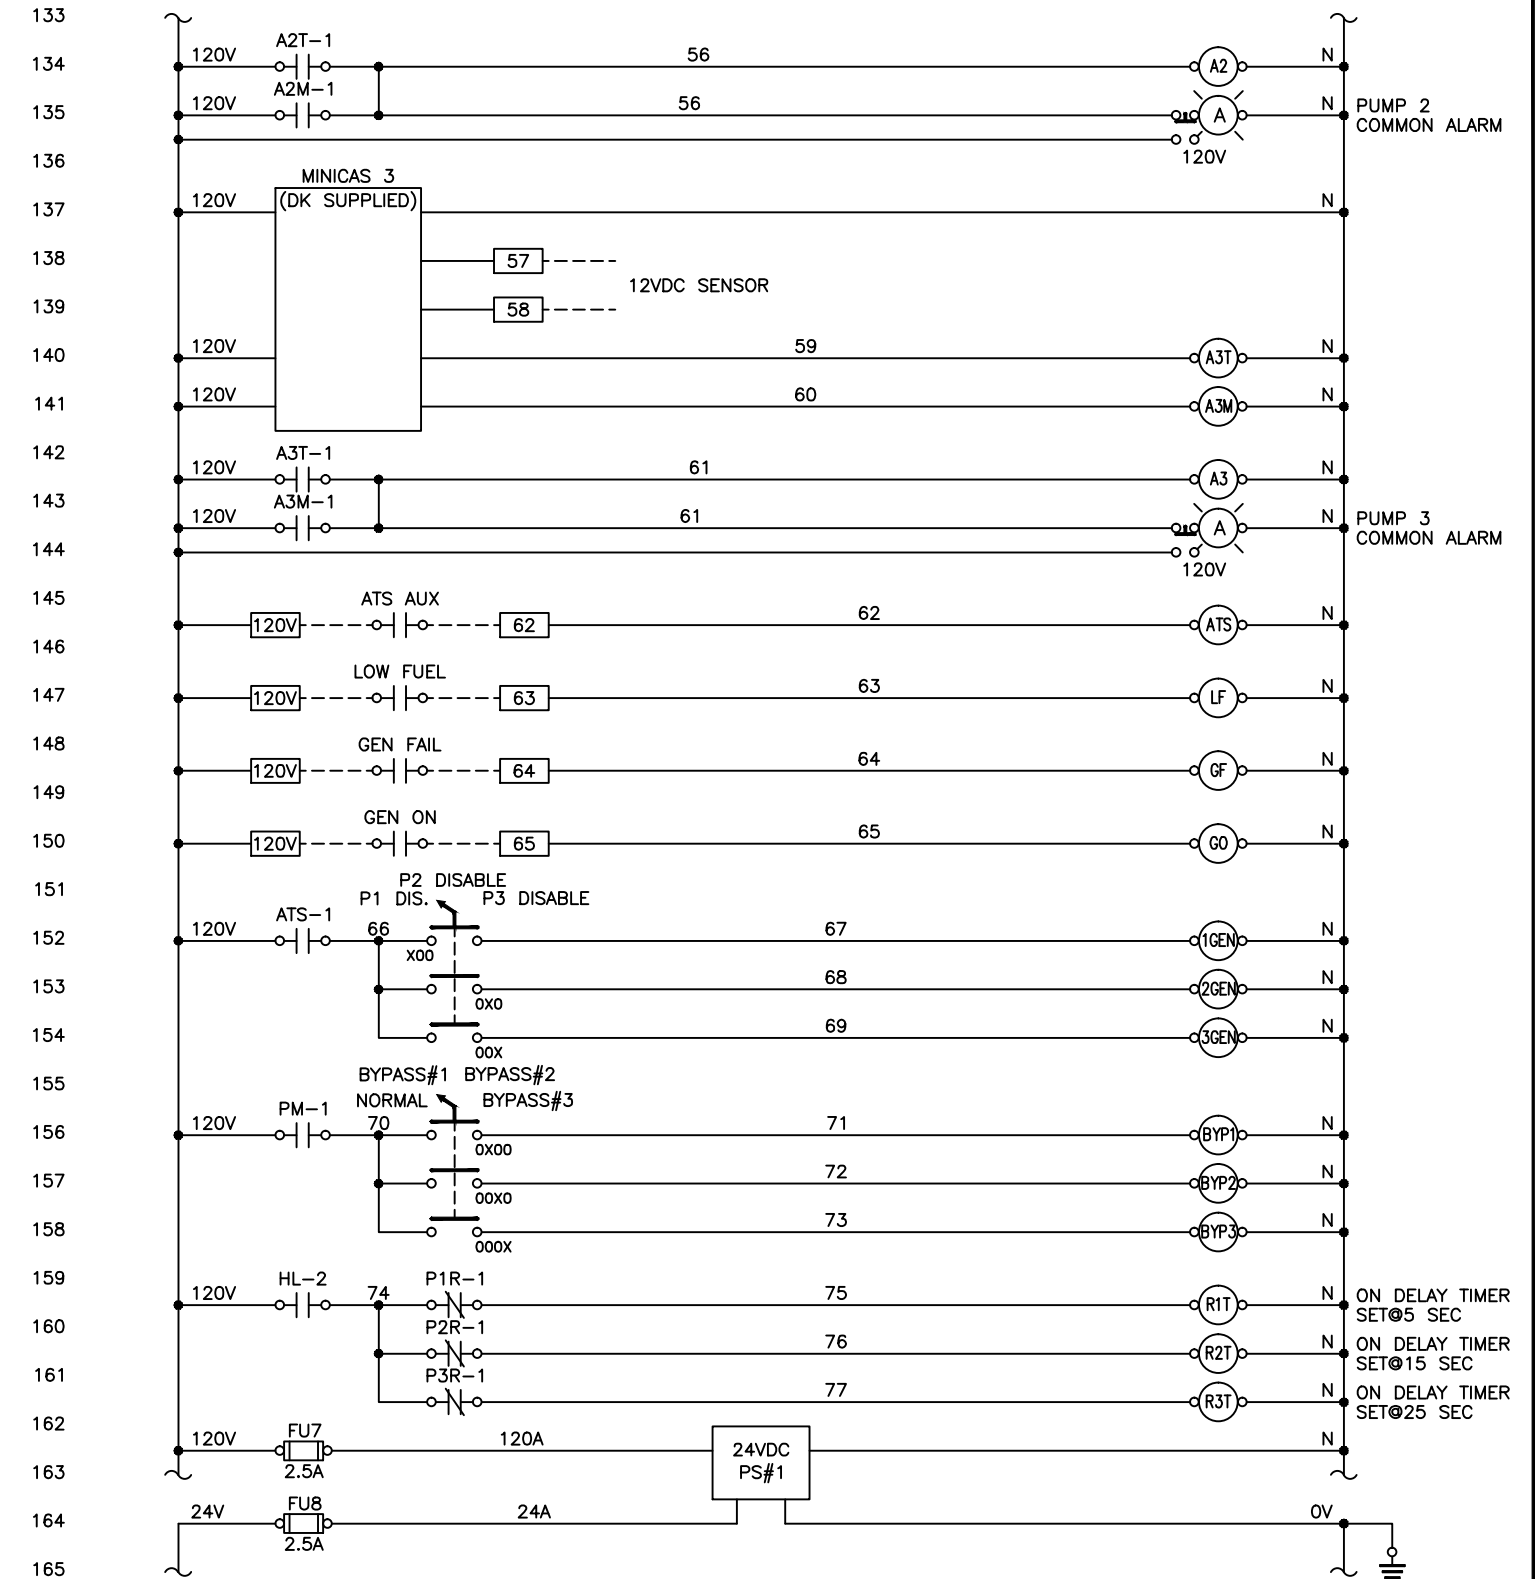 133
A2T-1
134 120V 56 A2 N
A2M-1
135 120V 56 A N PUMP 2
COMMON ALARM
136 120V
MINICAS 3
137 120V (DK SUPPLIED) N
138 57
12VDC SENSOR
139 58
140 120V 59 A3T N
141 120V 60 A3M N
142 A3T-1
120V 61 A3 N
143 A3M-1
120V 61 A N PUMP 3
COMMON ALARM
144
120V
145 ATS AUX
120V 62 62 ATS N
146
LOW FUEL
147 120V 63 63 LF N
148 GEN FAIL
120V 64 64 GF N
149
GEN ON
150 120V 65 65 GO N
151 P2 DISABLE
P1 DIS. P3 DISABLE
ATS-1
152 120V 66 67 1GEN N
X00
153 68 2GEN N
0X0
154 69 3GEN N
00X
155 BYPASS#1 BYPASS#2
NORMAL BYPASS#3
PM-1
156 120V 70 71 BYP1 N
0X00
157 72 BYP2 N
00X0
158 73 BYP3 N
000X
159 HL-2 P1R-1
120V 74 75 R1T N ON DELAY TIMER
SET@5 SEC
160 P2R-1
76 R2T N ON DELAY TIMER
SET@15 SEC
161 P3R-1
77 R3T N ON DELAY TIMER
SET@25 SEC
162 FU7
120V 120A 24VDC N
163 2.5A PS#1
FU8
164 24V 24A 0V
2.5A
165